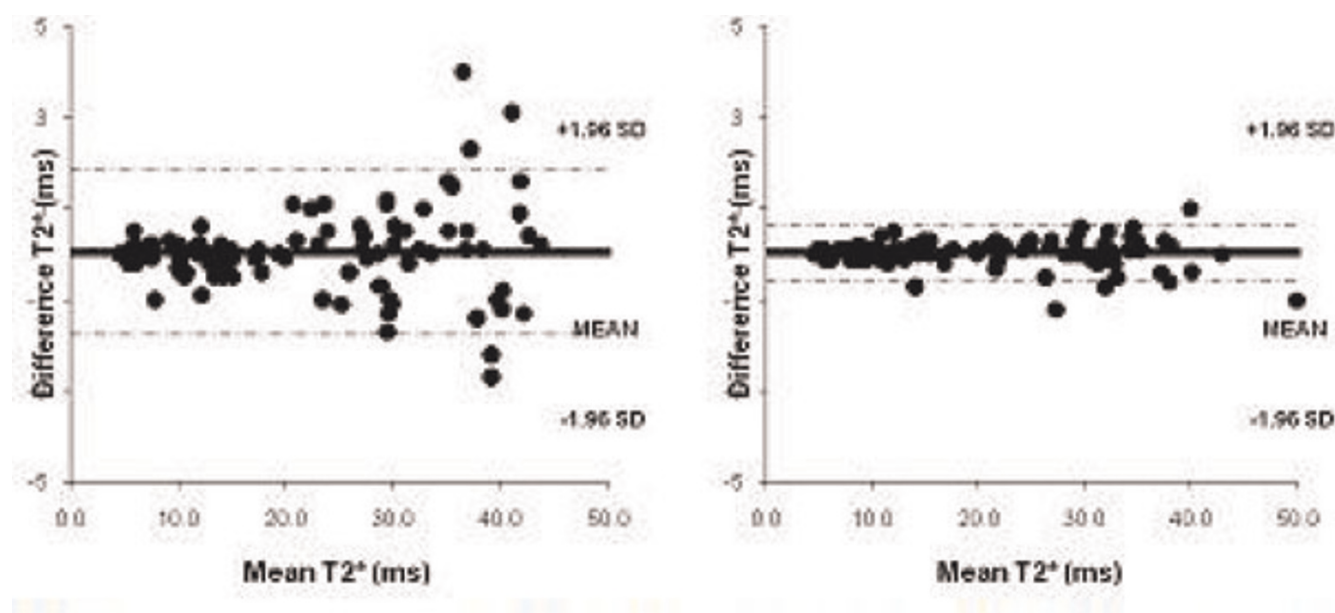 5
3
-1
-5
Difference T2* (ms)
+1.96 SD
MEAN
-1.96 SD
0.0 10.0 20.0 30.0 40.0 50.0
Mean T2* (ms)
5
3
-1
-5
Difference T2* (ms)
+1.96 SD
MEAN
-1.96 SD
0.0 10.0 20.0 30.0 40.0 50.0
Mean T2* (ms)